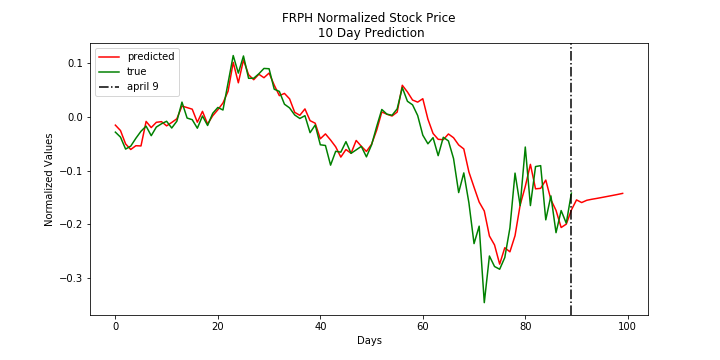 FRPH Normalized Stock Price
10 Day Prediction
predicted
true
april 9
Normalized Values
0.1
0.0
−0.1
−0.2
−0.3
0
20
40
60
80
100
Days